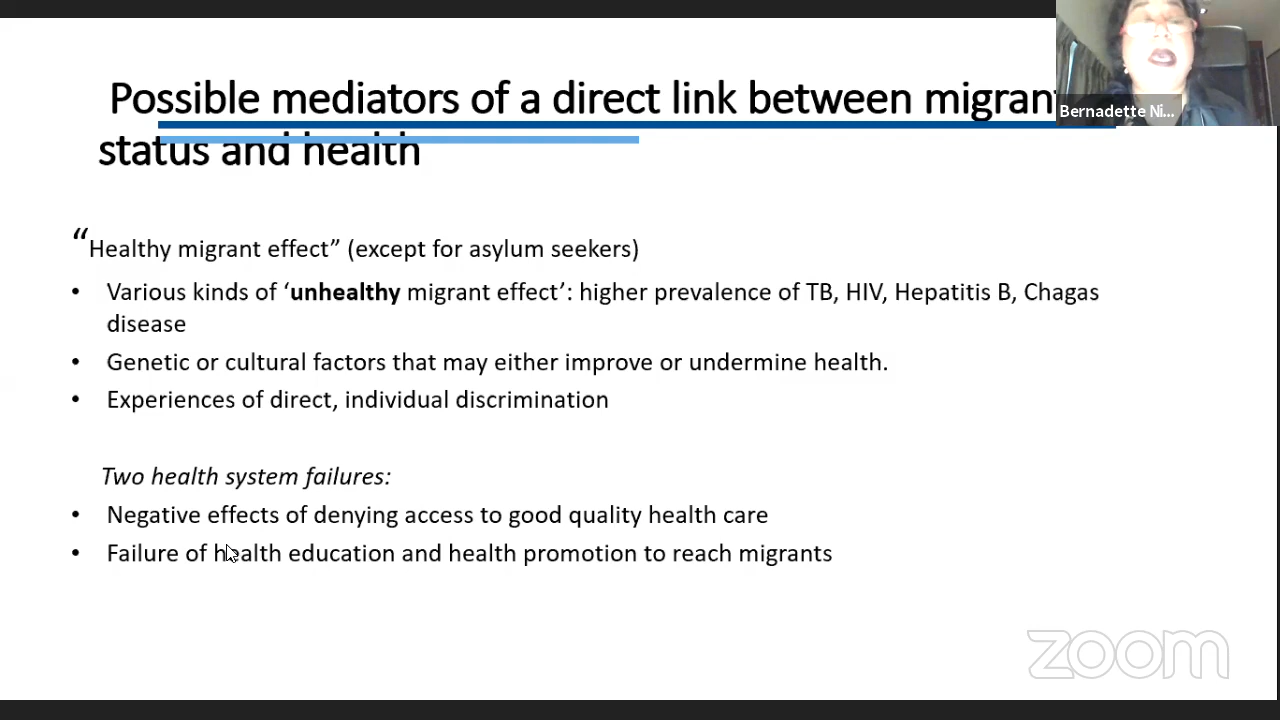 Possible mediators of a direct link between migrant
status and health
Bernadette Ni...
“Healthy migrant effect” (except for asylum seekers)
• Various kinds of ‘unhealthy migrant effect’: higher prevalence of TB, HIV, Hepatitis B, Chagas
disease
• Genetic or cultural factors that may either improve or undermine health.
• Experiences of direct, individual discrimination
Two health system failures:
• Negative effects of denying access to good quality health care
• Failure of health education and health promotion to reach migrants
zoom